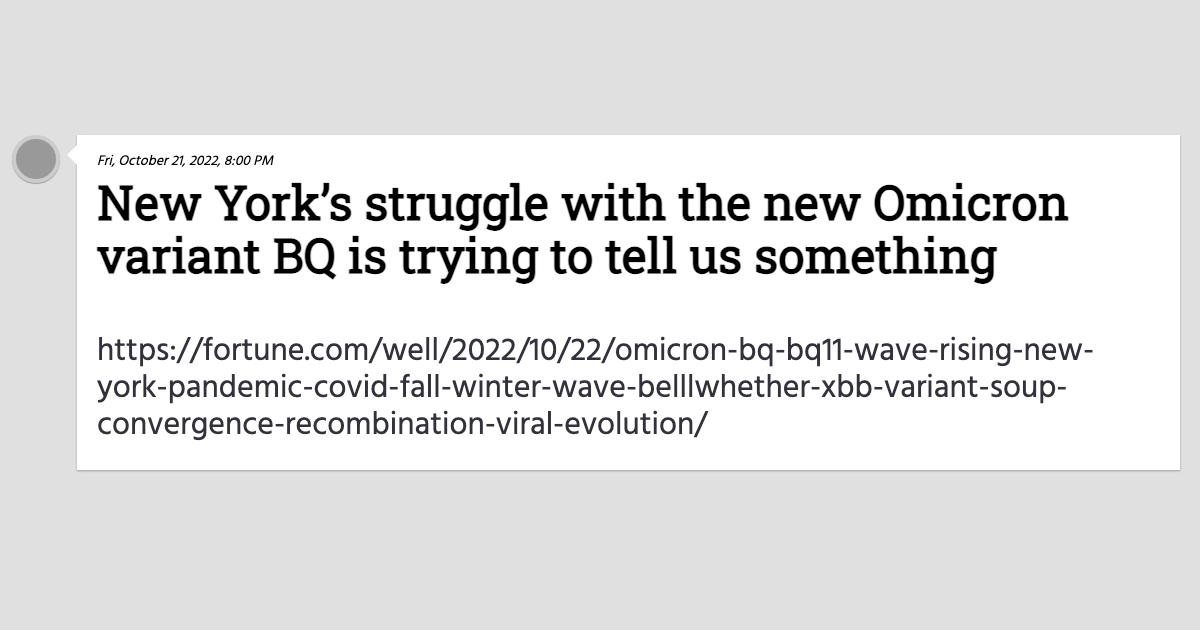 Fri, October 21, 2022, 8:00 PM
New York’s struggle with the new Omicron
variant BQ is trying to tell us something
https://fortune.com/well/2022/10/22/omicron-bq-bq11-wave-rising-new-
york-pandemic-covid-fall-winter-wave-belllwhether-xbb-variant-soup-
convergence-recombination-viral-evolution/